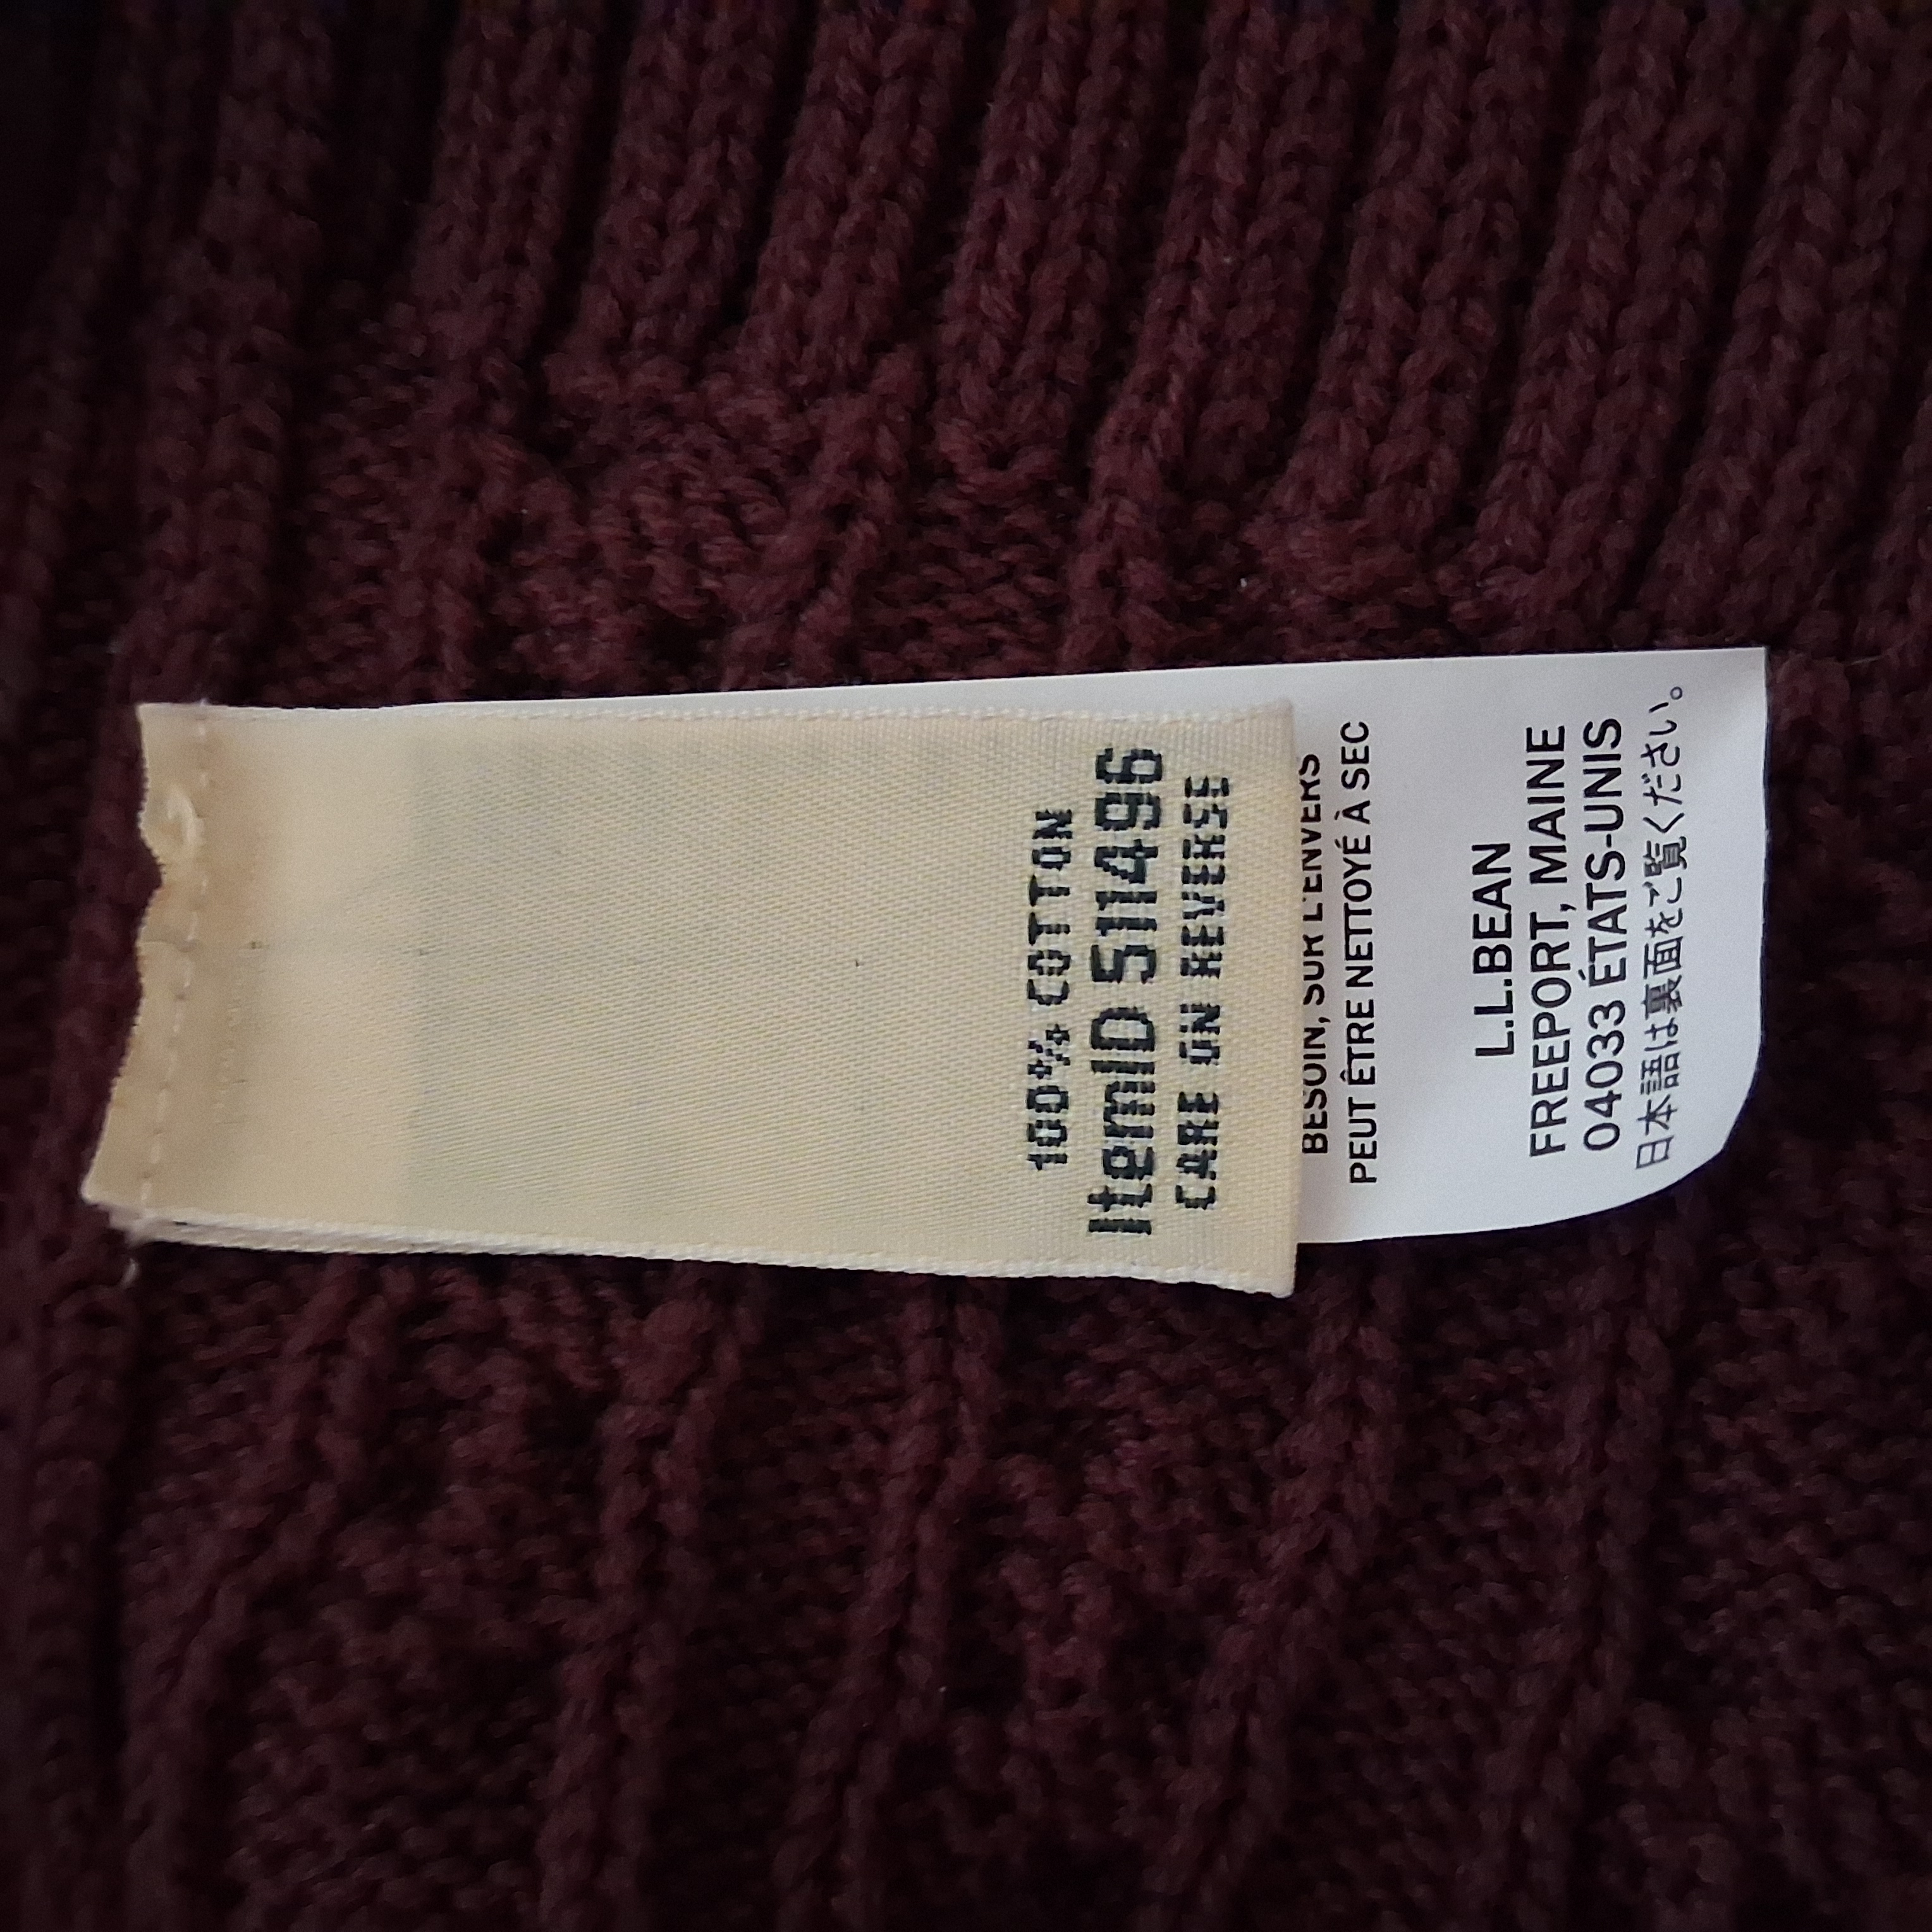 100% COTTON
ItemID 511496
CARE ON REVERSE
BESOIN, SUR L'ENVERS
PEUT ÊTRE NETTOYÉ À SEC
L.L.BEAN
FREEPORT, MAINE
04033 ÉTATS-UNIS
日本語は裏面をご覧ください。